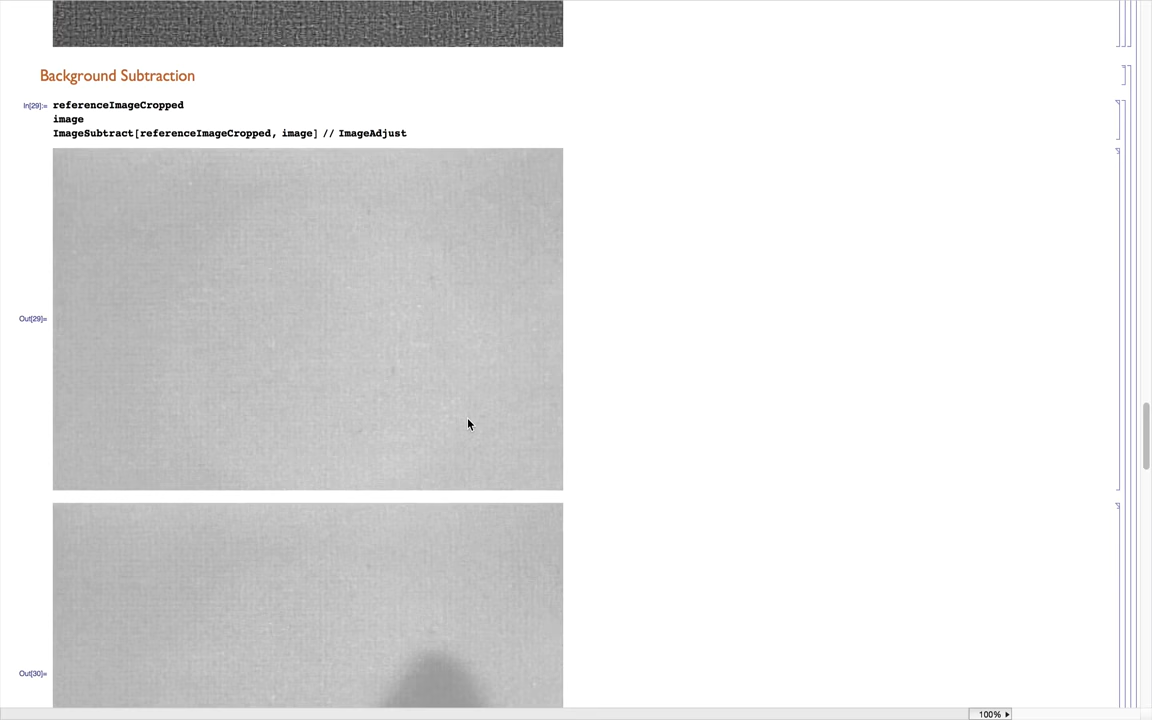 Background Subtraction
In[29]:= referenceImageCropped
image
ImageSubtract[referenceImageCropped, image] // ImageAdjust
Out[29]=
Out[30]=
100%